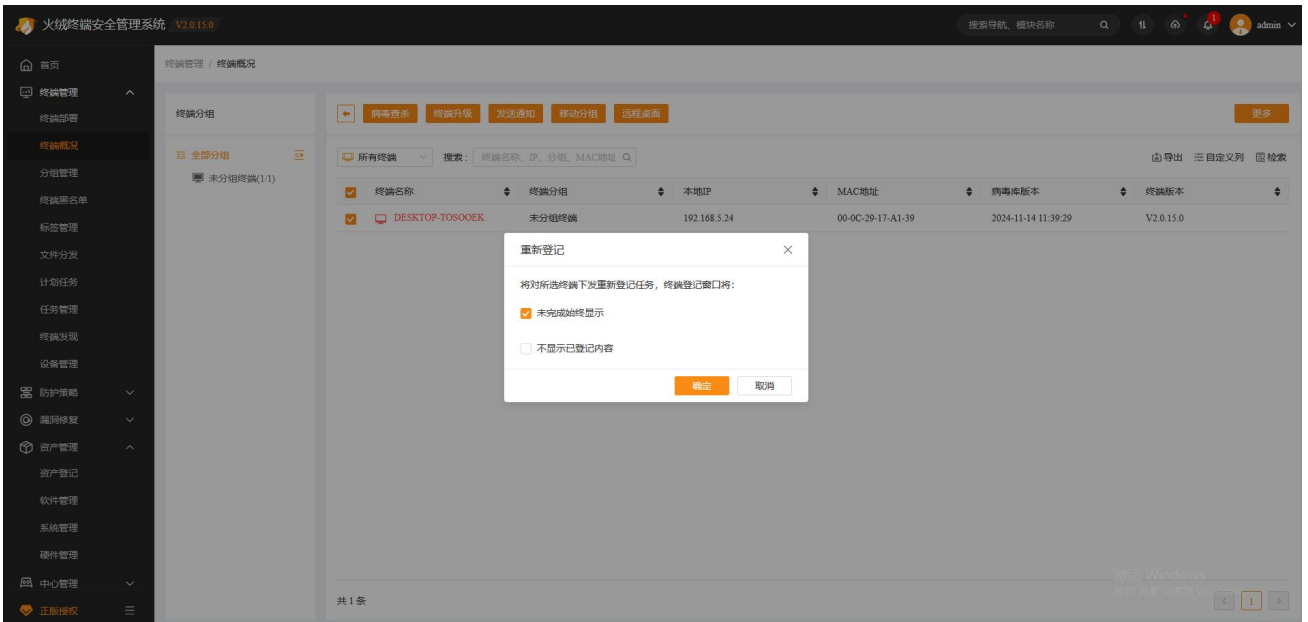 火绒终端安全管理系统 V2.0.15.0
搜索导航、模块名称
1
admin
首页
终端管理
终端部署
终端概况
分组管理
终端黑名单
标签管理
文件分发
计划任务
任务管理
终端发现
设备管理
防护策略
漏洞修复
资产管理
资产登记
软件管理
系统管理
硬件管理
中心管理
正版授权
终端管理 / 终端概况
终端分组
全部分组
未分组终端(1/1)
病毒查杀 终端升级 发送通知 移动分组 远程桌面 更多
所有终端 搜索: 终端名称、IP、分组、MAC地址 导出 自定义列 检索
终端名称 终端分组 本地IP MAC地址 病毒库版本 终端版本
DESKTOP-TOSOOEK 未分组终端 192.168.5.24 00-0C-29-17-A1-39 2024-11-14 11:39:29 V2.0.15.0
重新登记
将对所选终端下发重新登记任务，终端登记窗口将:
未完成始终显示
不显示已登记内容
确定 取消
激活 Windows
共1条 1